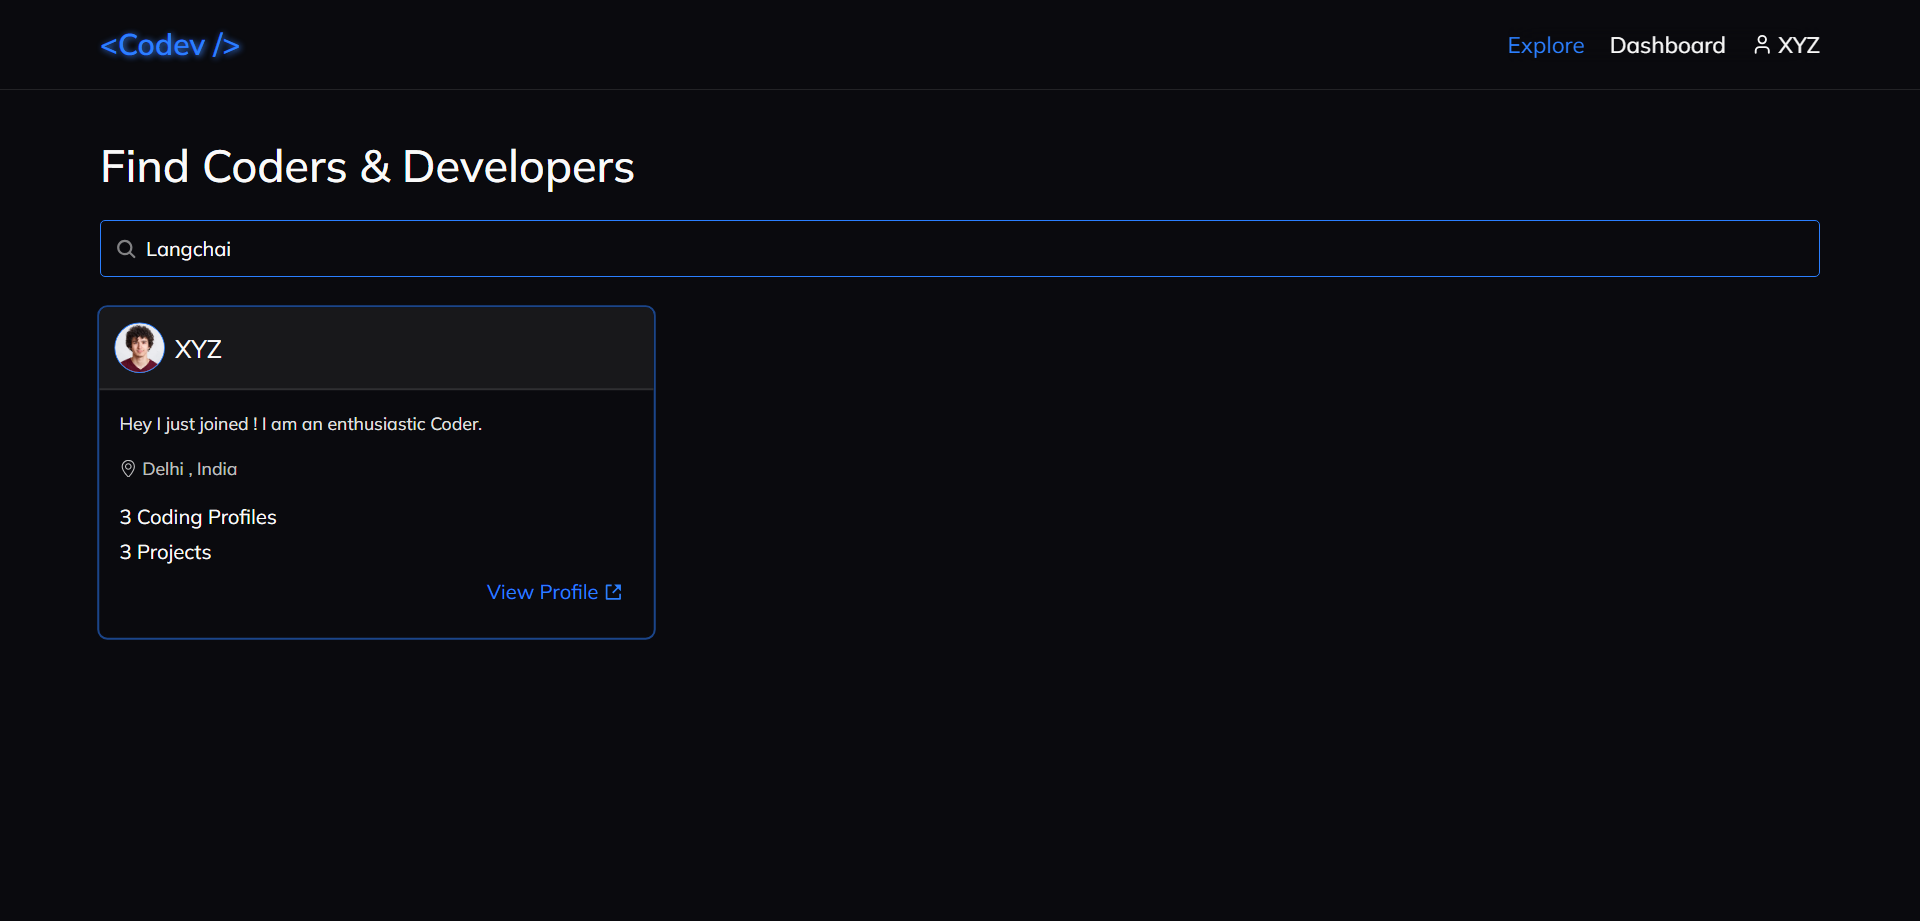 <Codev />
Explore Dashboard XYZ
Find Coders & Developers
Langchai
XYZ
Hey I just joined ! I am an enthusiastic Coder.
Delhi , India
3 Coding Profiles
3 Projects
View Profile